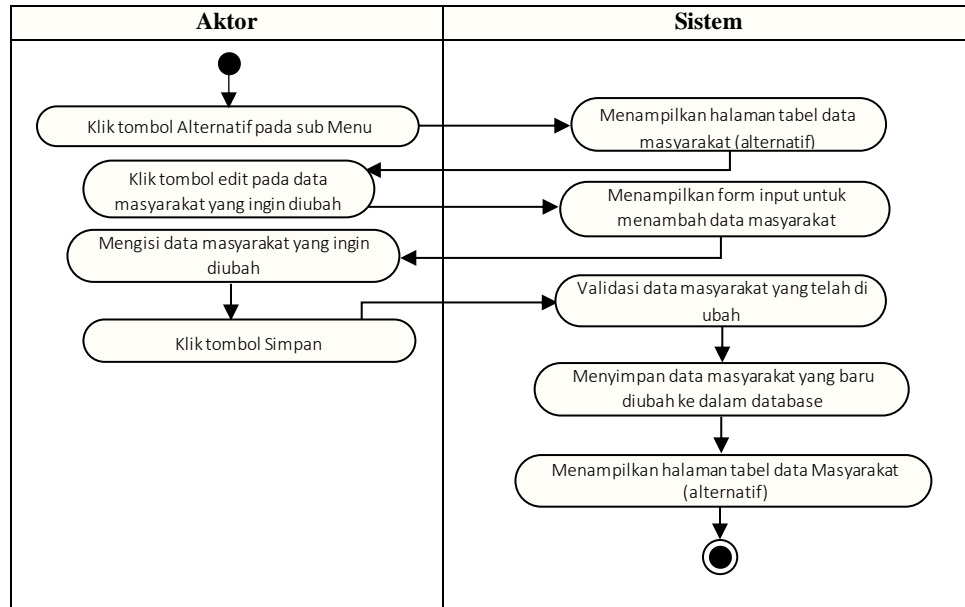 Aktor
Sistem
Klik tombol Alternatif pada sub Menu
Menampilkan halaman tabel data
masyarakat (alternatif)
Klik tombol edit pada data
masyarakat yang ingin diubah
Menampilkan form input untuk
menambah data masyarakat
Mengisi data masyarakat yang ingin
diubah
Klik tombol Simpan
Validasi data masyarakat yang telah di
ubah
Menyimpan data masyarakat yang baru
diubah ke dalam database
Menampilkan halaman tabel data Masyarakat
(alternatif)